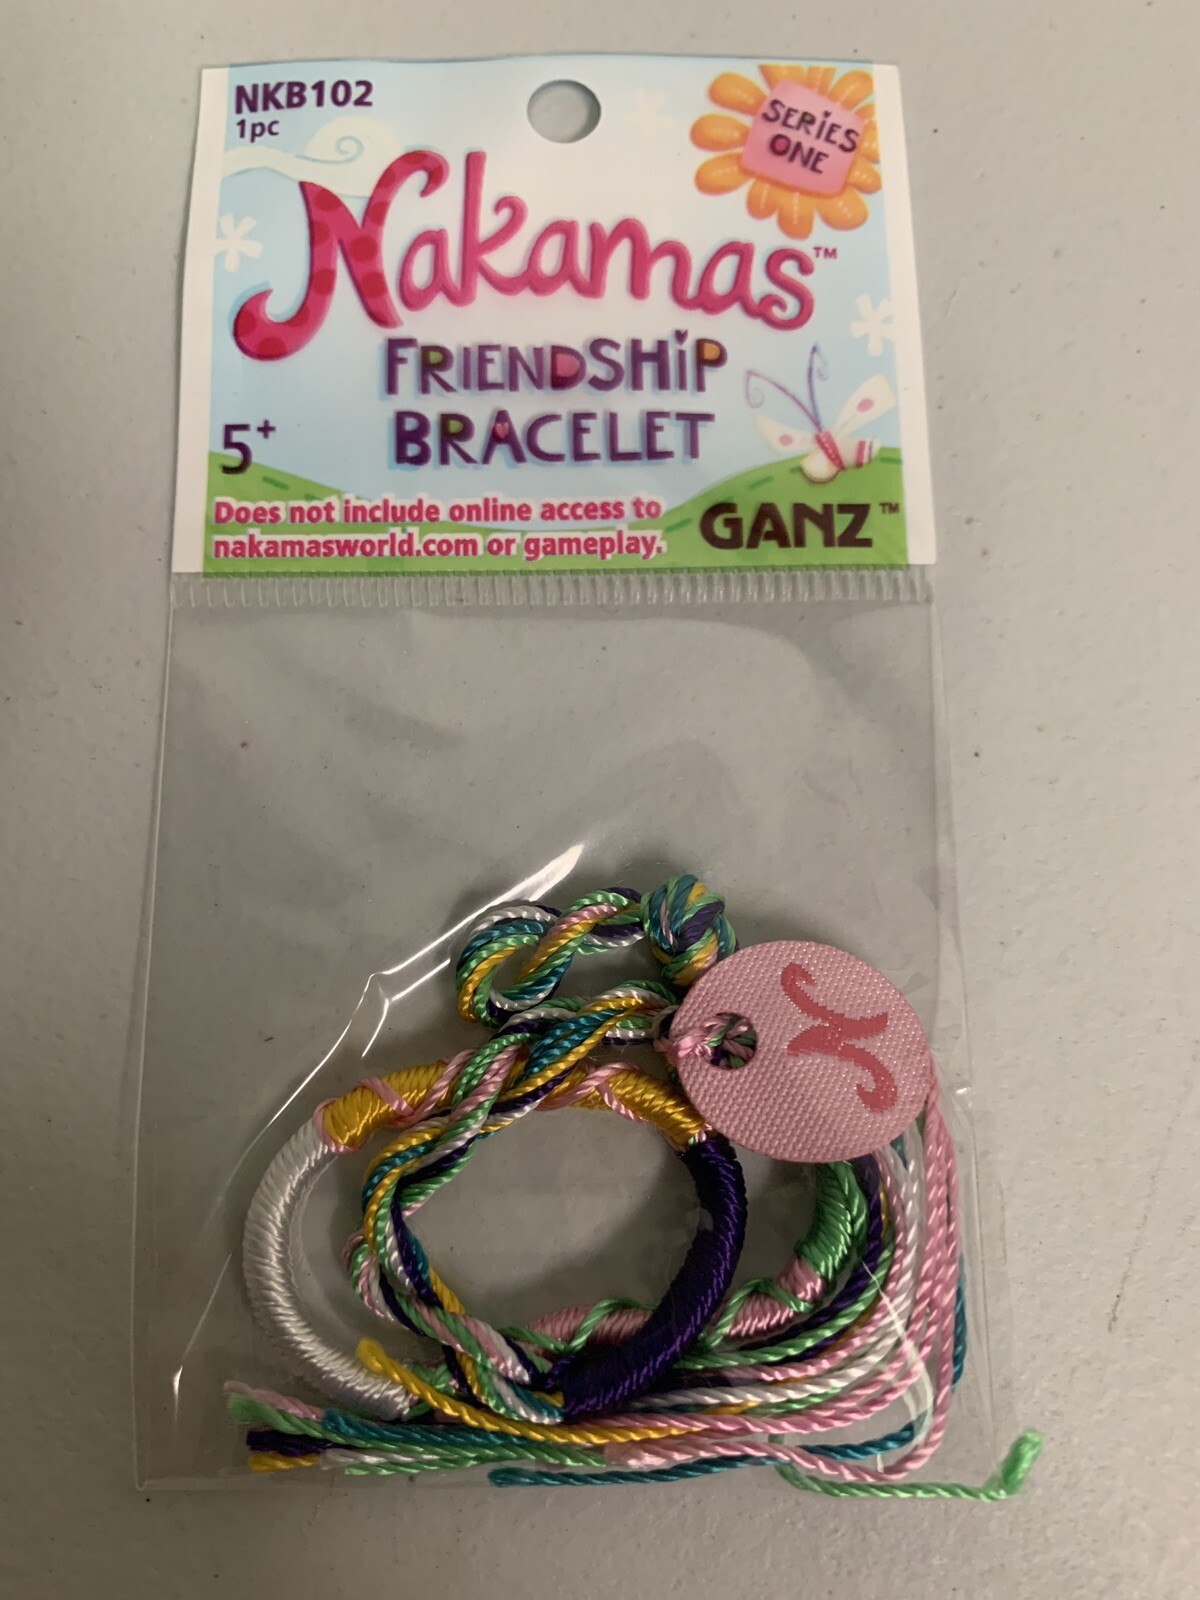 NKB102
1pc
SERIES
ONE
Nakamas™
FRIENDSHIP
BRACELET
5+
Does not include online access to
nakamasworld.com or gameplay.
GANZ™
N